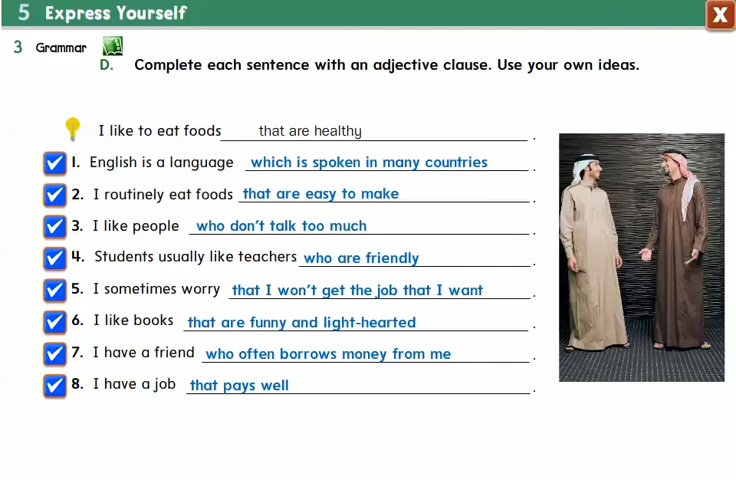 5 Express Yourself X
3 Grammar
D. Complete each sentence with an adjective clause. Use your own ideas.
I like to eat foods that are healthy .
1. English is a language which is spoken in many countries .
2. I routinely eat foods that are easy to make .
3. I like people who don't talk too much .
4. Students usually like teachers who are friendly .
5. I sometimes worry that I won't get the job that I want .
6. I like books that are funny and light-hearted .
7. I have a friend who often borrows money from me .
8. I have a job that pays well .